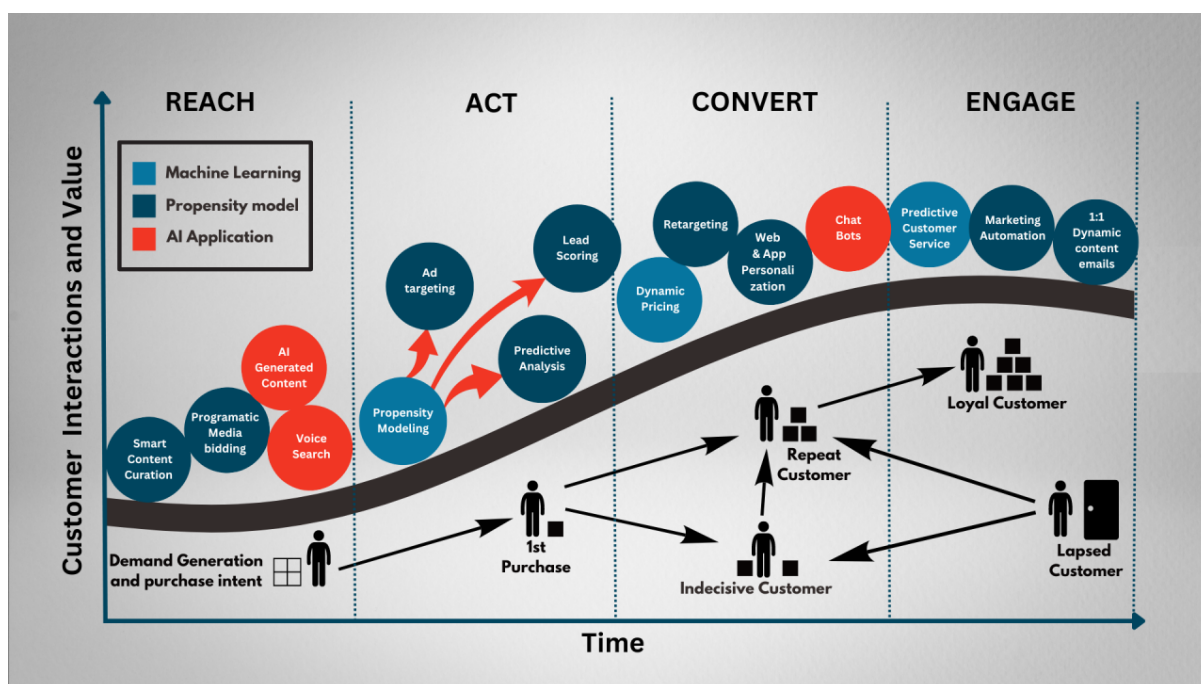 REACH
ACT
CONVERT
ENGAGE
Customer Interactions and Value
Machine Learning
Propensity model
AI Application
Smart
Content
Curation
Programatic
Media
bidding
AI
Generated
Content
Voice
Search
Propensity
Modeling
Ad
targeting
Lead
Scoring
Predictive
Analysis
Dynamic
Pricing
Retargeting
Web
& App
Personali
zation
Chat
Bots
Predictive
Customer
Service
Marketing
Automation
1:1
Dynamic
content
emails
Demand Generation
and purchase intent
1st
Purchase
Repeat
Customer
Indecisive Customer
Loyal Customer
Lapsed
Customer
Time